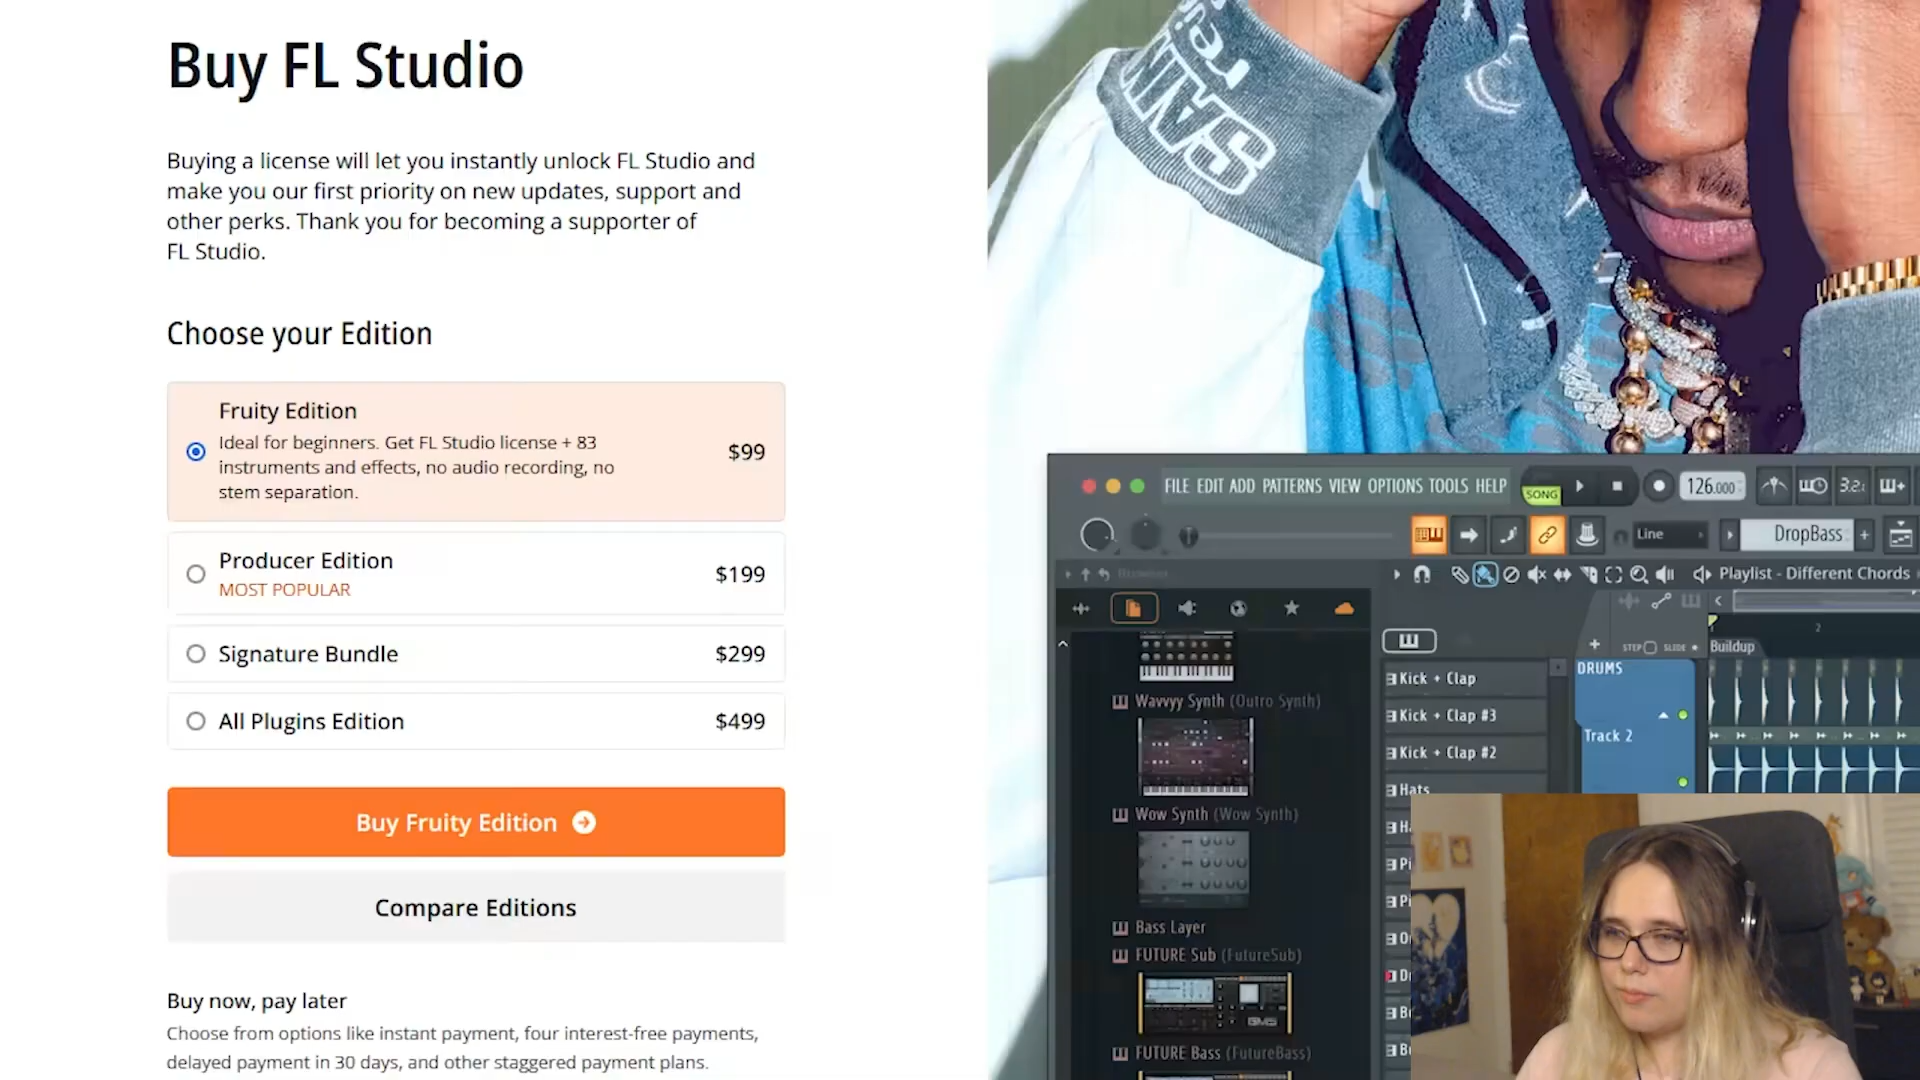 Buy FL Studio
Buying a license will let you instantly unlock FL Studio and
make you our first priority on new updates, support and
other perks. Thank you for becoming a supporter of
FL Studio.
Choose your Edition
Fruity Edition
Ideal for beginners. Get FL Studio license + 83
instruments and effects, no audio recording, no
stem separation.
$99
Producer Edition
MOST POPULAR
$199
Signature Bundle
$299
All Plugins Edition
$499
Buy Fruity Edition
Compare Editions
Buy now, pay later
Choose from options like instant payment, four interest-free payments,
delayed payment in 30 days, and other staggered payment plans.
FILE EDIT ADD PATTERNS VIEW OPTIONS TOOLS HELP
SONG
126.000
Line
DropBass
Browser
Playlist - Different Chords
STEP SLIDE
2
Buildup
Wavvyy Synth (Outro Synth)
Wow Synth (Wow Synth)
Bass Layer
FUTURE Sub (FutureSub)
GMS
FUTURE Bass (FutureBass)
Kick + Clap
Kick + Clap #3
Kick + Clap #2
Hats
DRUMS
Track 2